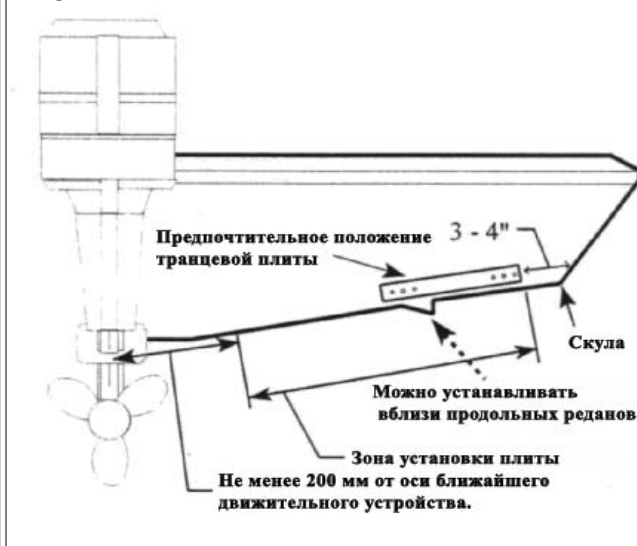 Предпочтительное положение
транцевой плиты
3 - 4"
Скула
Можно устанавливать
вблизи продольных реданов
Зона установки плиты
Не менее 200 мм от оси ближайшего
движительного устройства.